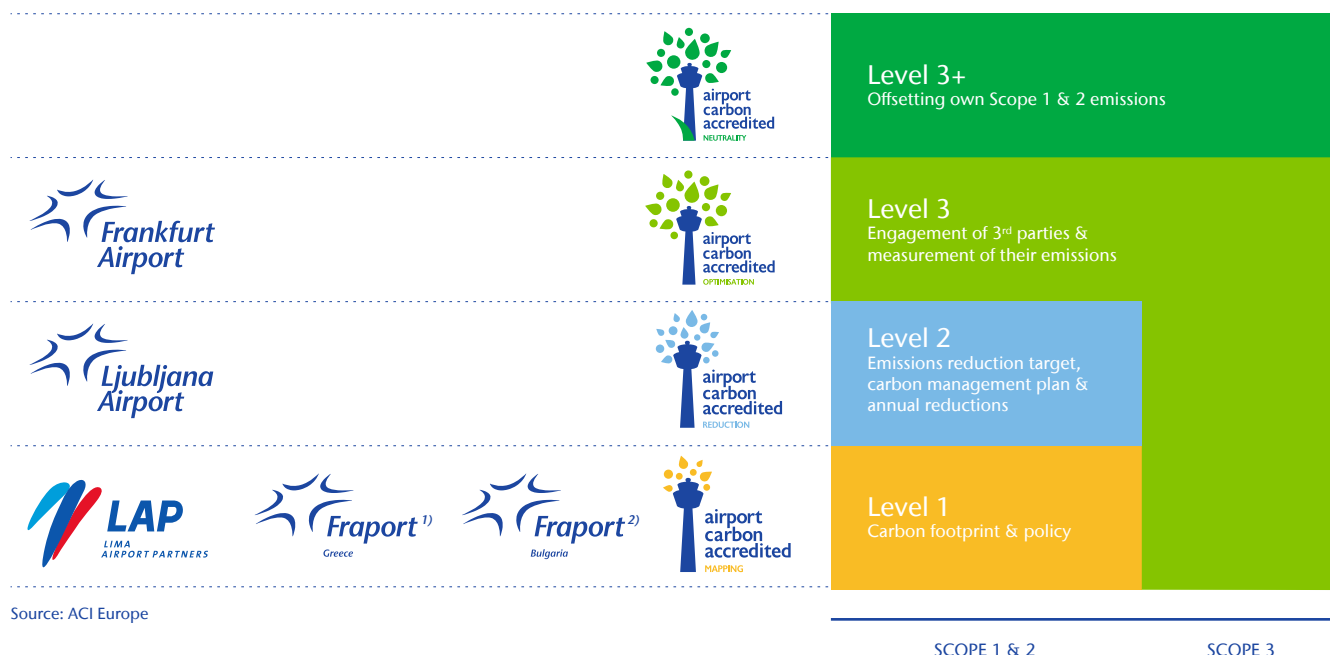 airport
carbon
accredited
NEUTRALITY
Level 3+
Offsetting own Scope 1 & 2 emissions
Frankfurt
Airport
airport
carbon
accredited
OPTIMISATION
Level 3
Engagement of 3rd parties &
measurement of their emissions
Ljubljana
Airport
airport
carbon
accredited
REDUCTION
Level 2
Emissions reduction target,
carbon management plan &
annual reductions
LAP
LIMA
AIRPORT PARTNERS
Fraport 1)
Greece
Fraport 2)
Bulgaria
airport
carbon
accredited
MAPPING
Level 1
Carbon footprint & policy
Source: ACI Europe
SCOPE 1 & 2
SCOPE 3